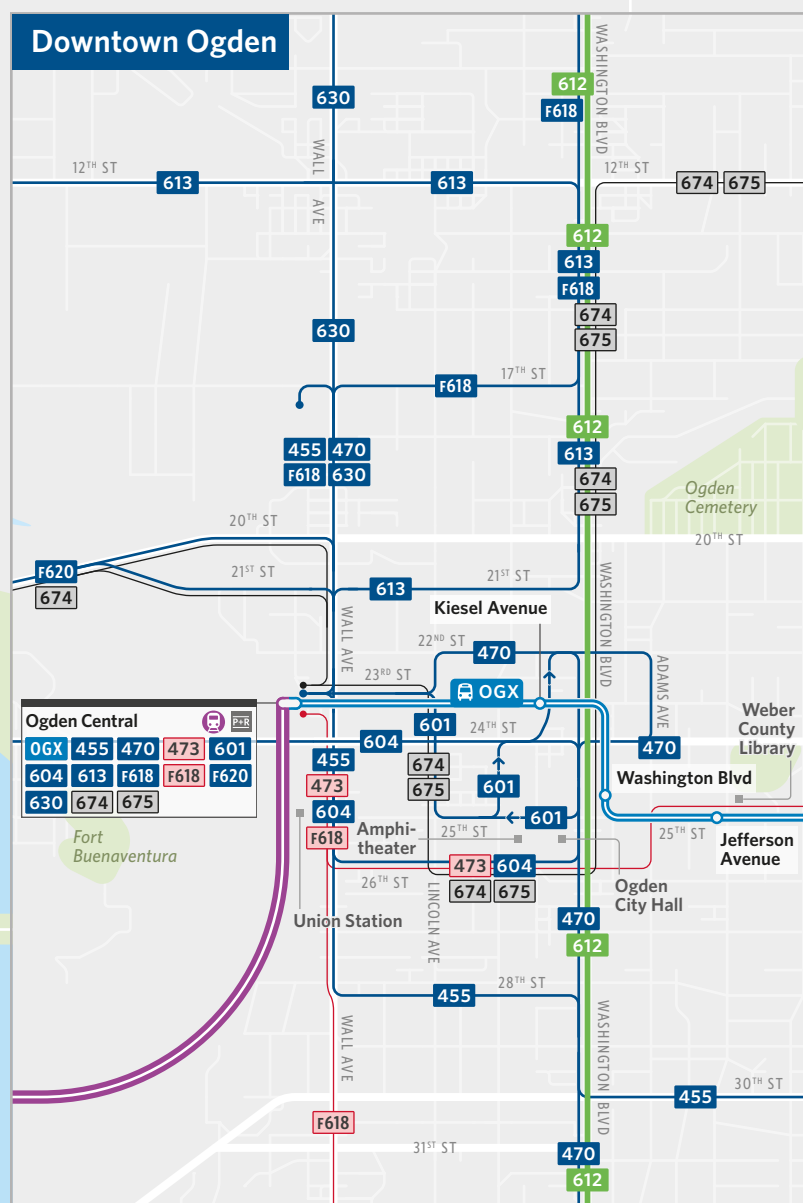 Downtown Ogden
WASHINGTON BLVD
630
612
F618
WALL AVE
12TH ST
613
613
12TH ST
674 675
612
613
F618
674
675
630
17TH ST
F618
612
613
674
675
455 470
F618 630
Ogden
Cemetery
20TH ST
20TH ST
F620
674
21ST ST
613
21ST ST
WASHINGTON BLVD
Kiesel Avenue
WALL AVE
22ND ST
470
ADAMS AVE
23RD ST
OGX
Ogden Central
P+R
OGX 455 470 473 601
604 613 F618 F618 F620
630 674 675
601
24TH ST
604
470
Weber
County
Library
455
473
604
F618
674
675
601
Washington Blvd
601
Amphi-
theater
25TH ST
25TH ST
Jefferson
Avenue
Fort
Buenaventura
473 604
26TH ST
674 675
Ogden
City Hall
Union Station
LINCOLN AVE
470
612
455
28TH ST
WALL AVE
WASHINGTON BLVD
455
30TH ST
F618
31ST ST
470
612